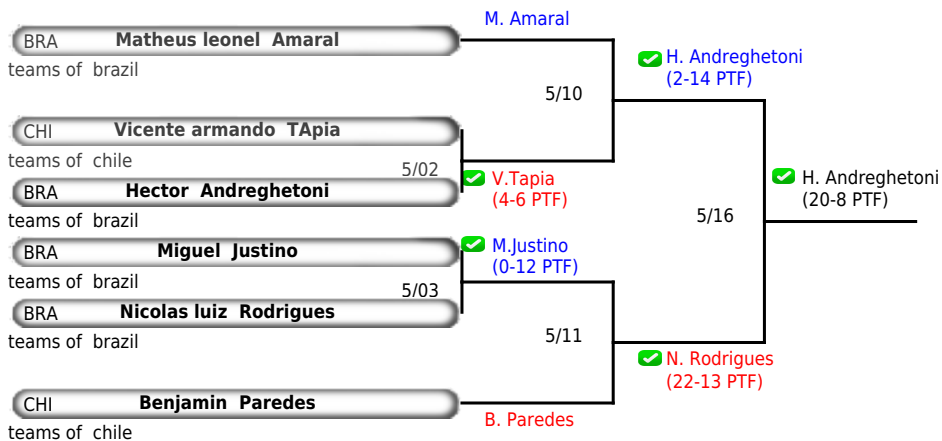 M. Amaral
BRA Matheus leonel Amaral
teams of brazil
H. Andreghetoni
(2-14 PTF)
5/10
CHI Vicente armando TApia
teams of chile
5/02
V.Tapia
(4-6 PTF)
BRA Hector Andreghetoni
teams of brazil
H. Andreghetoni
(20-8 PTF)
5/16
BRA Miguel Justino
teams of brazil
M.Justino
(0-12 PTF)
5/03
BRA Nicolas luiz Rodrigues
teams of brazil
5/11
N. Rodrigues
(22-13 PTF)
CHI Benjamin Paredes
teams of chile
B. Paredes